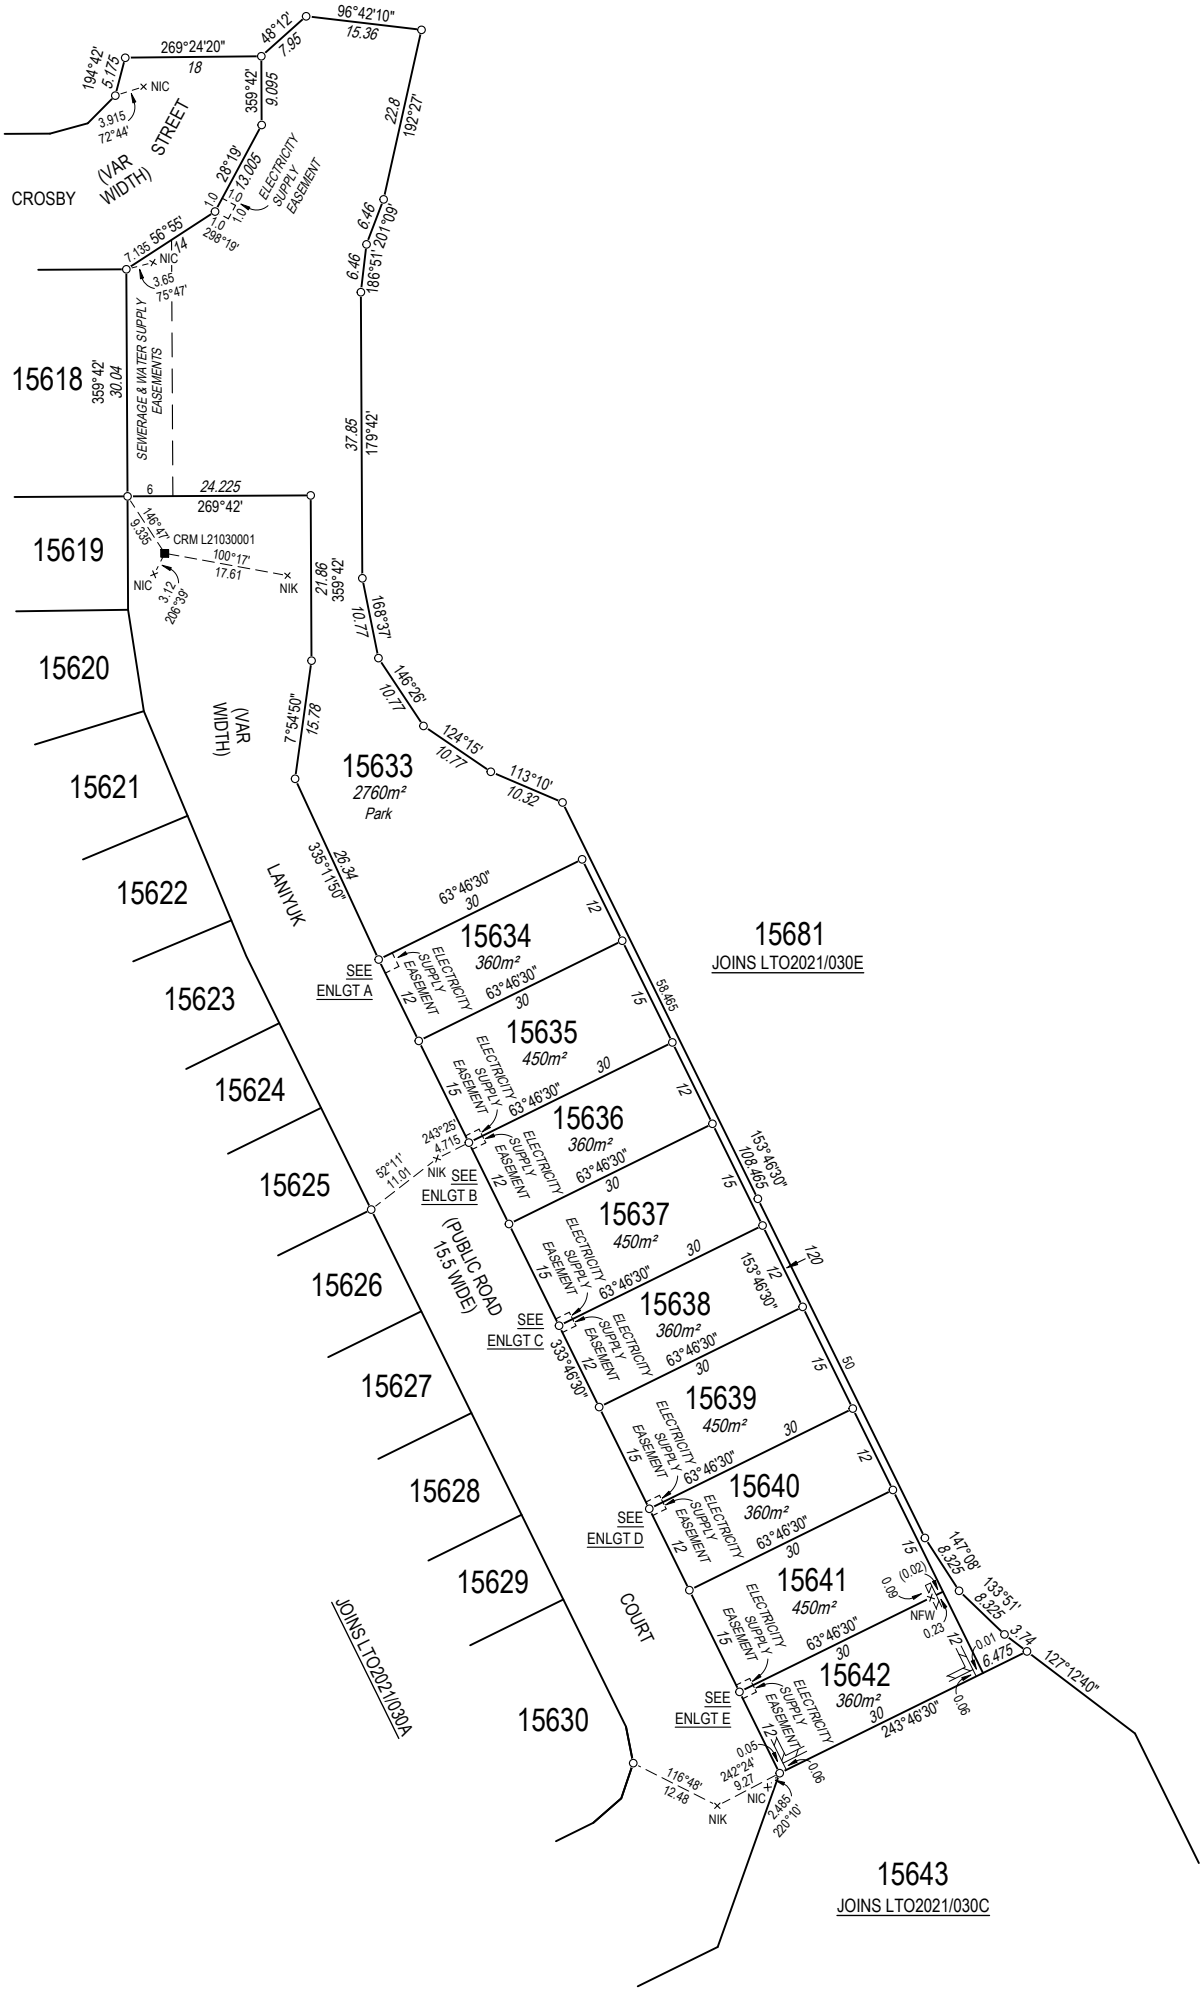 96°42'10"
15.36
48°12'
7.95
269°24'20"
18
194°42'
5.175
NIC
3.915
72°44'
359°42'
9.095
22.8
192°27'
STREET
(VAR
WIDTH)
CROSBY
28°19'
13.005
1.0
1.0
1.0
1.0
298°19'
ELECTRICITY
SUPPLY
EASEMENT
6.46
201°09'
6.46
186°51'
7.135
56°55'
14
NIC
3.65
75°47'
SEWERAGE & WATER SUPPLY
EASEMENTS
15618
359°42'
30.04
37.85
179°42'
6
24.225
269°42'
15619
146°47'
9.335
CRM L21030001
100°17'
17.61
NIK
NIC
3.12
206°39'
21.86
359°42'
168°37'
10.77
15620
146°26'
10.77
(VAR
WIDTH)
7°54'50"
15.78
124°15'
10.77
113°10'
10.32
15633
2760m²
Park
15621
26.34
335°11'50"
LANIYUK
15622
63°46'30"
30
12
15634
360m²
15681
JOINS LTO2021/030E
SEE
ENLGT A
ELECTRICITY
SUPPLY
EASEMENT
12
63°46'30"
30
15623
15
58.465
15635
450m²
15624
ELECTRICITY
SUPPLY
EASEMENT
15
30
63°46'30"
12
15636
360m²
243°25'
4.715
NIK
SEE
ENLGT B
52°11'
11.01
ELECTRICITY
SUPPLY
EASEMENT
12
63°46'30"
30
15625
15
153°46'30"
108.465
15637
450m²
(PUBLIC ROAD
15.5 WIDE)
ELECTRICITY
SUPPLY
EASEMENT
15
30
63°46'30"
153°46'30"
12
120
15626
15638
360m²
SEE
ENLGT C
ELECTRICITY
SUPPLY
EASEMENT
333°46'30"
12
63°46'30"
30
15
50
15627
15639
450m²
ELECTRICITY
SUPPLY
EASEMENT
15
30
63°46'30"
12
15628
15640
360m²
SEE
ENLGT D
ELECTRICITY
SUPPLY
EASEMENT
12
63°46'30"
30
15
147°08'
8.325
15629
15641
450m²
(0.02)
0.09
NFW
0.23
133°51'
8.325
3.74
127°12'40"
COURT
ELECTRICITY
SUPPLY
EASEMENT
15
63°46'30"
30
12
0.01
6.475
0.06
JOINS LTO2021/030A
15642
360m²
SEE
ENLGT E
ELECTRICITY
SUPPLY
EASEMENT
12
30
243°46'30"
15630
0.05
0.06
116°48'
12.48
NIK
242°24'
9.27
NIC
2.485
220°10'
15643
JOINS LTO2021/030C